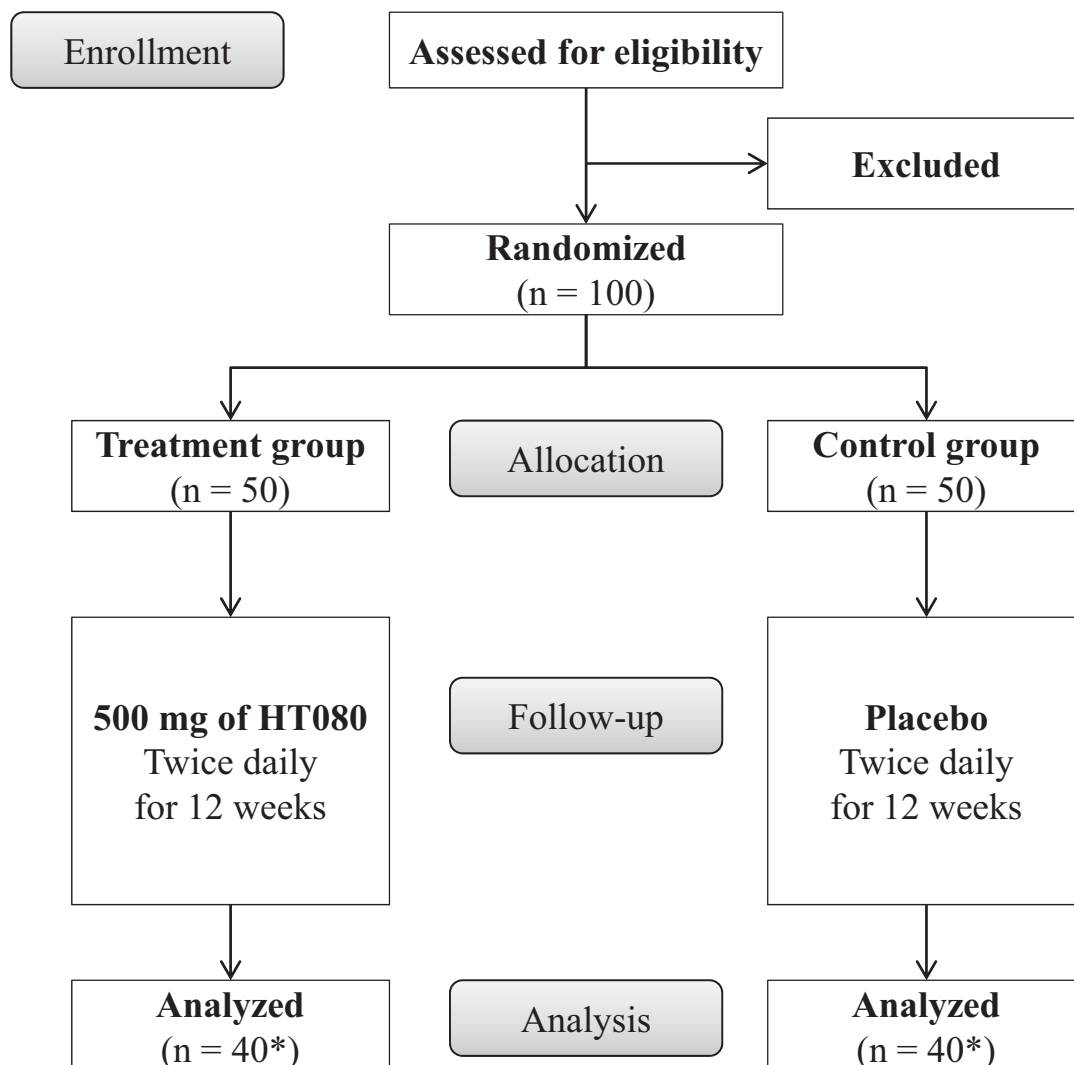 Enrollment
Assessed for eligibility
Excluded
Randomized
(n = 100)
Treatment group
(n = 50)
Allocation
Control group
(n = 50)
500 mg of HT080
Twice daily
for 12 weeks
Follow-up
Placebo
Twice daily
for 12 weeks
Analyzed
(n = 40*)
Analysis
Analyzed
(n = 40*)